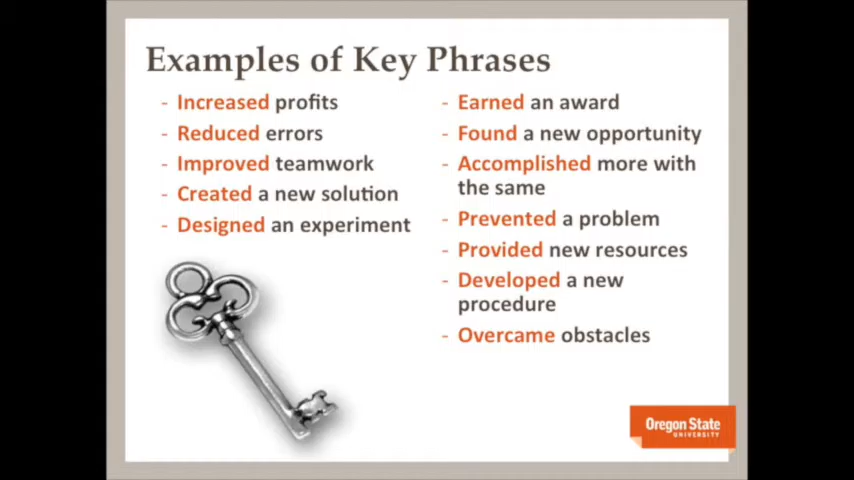 Examples of Key Phrases
- Increased profits
- Reduced errors
- Improved teamwork
- Created a new solution
- Designed an experiment
- Earned an award
- Found a new opportunity
- Accomplished more with
the same
- Prevented a problem
- Provided new resources
- Developed a new
procedure
- Overcame obstacles
Oregon State
UNIVERSITY